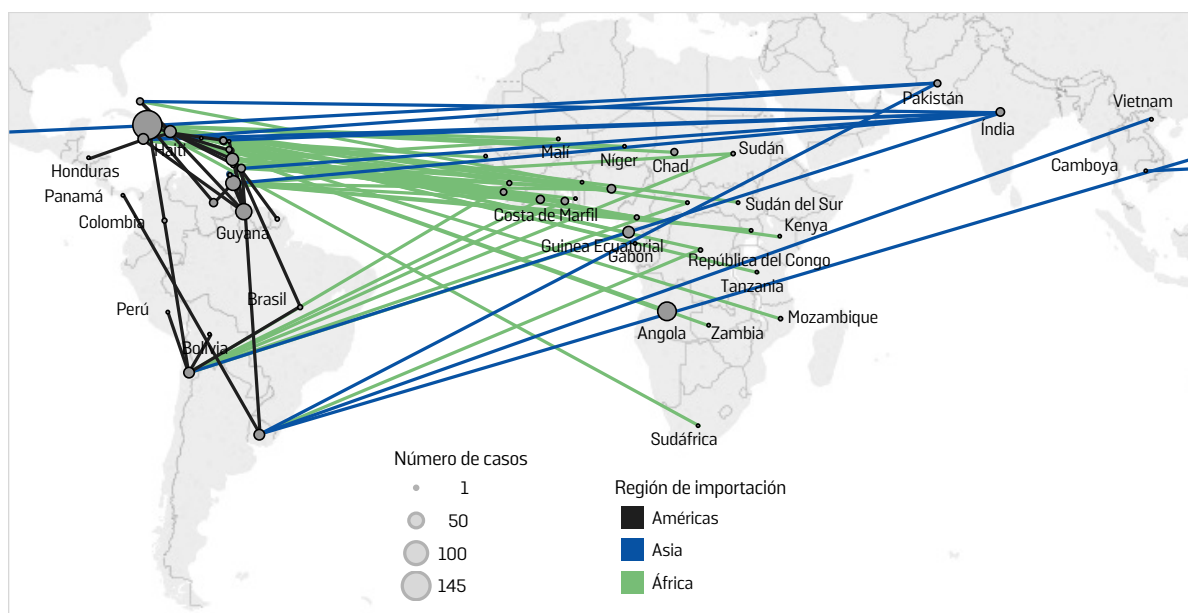 Pakistán
Vietnam
India
Haití
Malí
Níger
Chad
Sudán
Honduras
Camboya
Panamá
Colombia
Guyana
Costa de Marfil
Sudán del Sur
Kenya
Guinea Ecuatorial
Gabón
República del Congo
Tanzanía
Brasil
Perú
Bolivia
Angola
Zambia
Mozambique
Sudáfrica
Número de casos
1
50
100
145
Región de importación
Américas
Asia
África